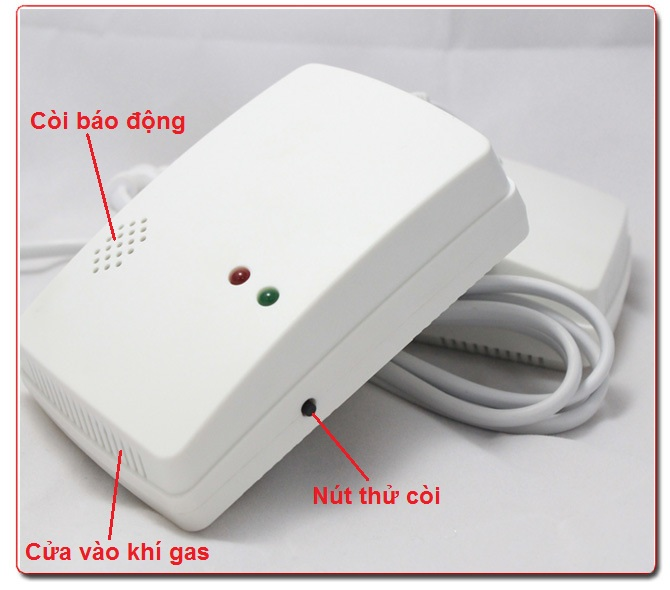 Còi báo động
Nút thử còi
Cửa vào khí gas